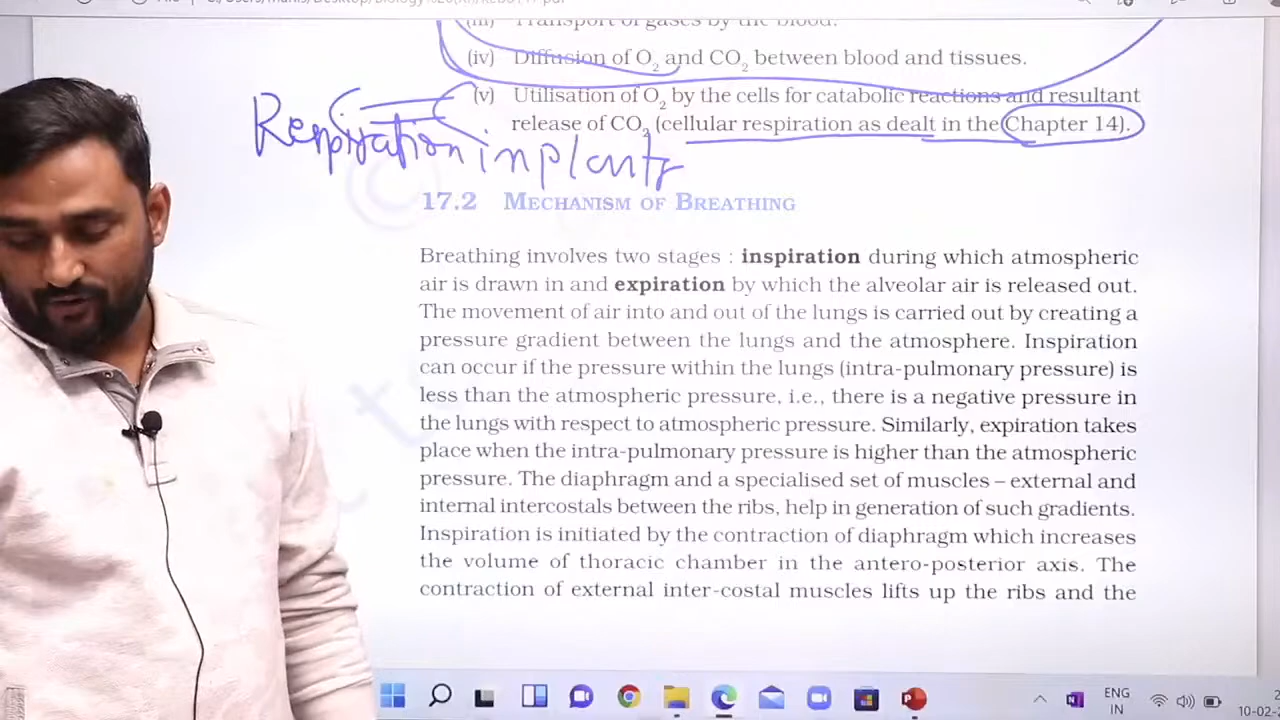 (iii) Transport of gases by the blood.
(iv) Diffusion of O2 and CO2 between blood and tissues.
(v) Utilisation of O2 by the cells for catabolic reactions and resultant
release of CO2 (cellular respiration as dealt in the Chapter 14).
Respiration in plants
17.2 MECHANISM OF BREATHING
Breathing involves two stages : inspiration during which atmospheric
air is drawn in and expiration by which the alveolar air is released out.
The movement of air into and out of the lungs is carried out by creating a
pressure gradient between the lungs and the atmosphere. Inspiration
can occur if the pressure within the lungs (intra-pulmonary pressure) is
less than the atmospheric pressure, i.e., there is a negative pressure in
the lungs with respect to atmospheric pressure. Similarly, expiration takes
place when the intra-pulmonary pressure is higher than the atmospheric
pressure. The diaphragm and a specialised set of muscles – external and
internal intercostals between the ribs, help in generation of such gradients.
Inspiration is initiated by the contraction of diaphragm which increases
the volume of thoracic chamber in the antero-posterior axis. The
contraction of external inter-costal muscles lifts up the ribs and the
ENG
IN